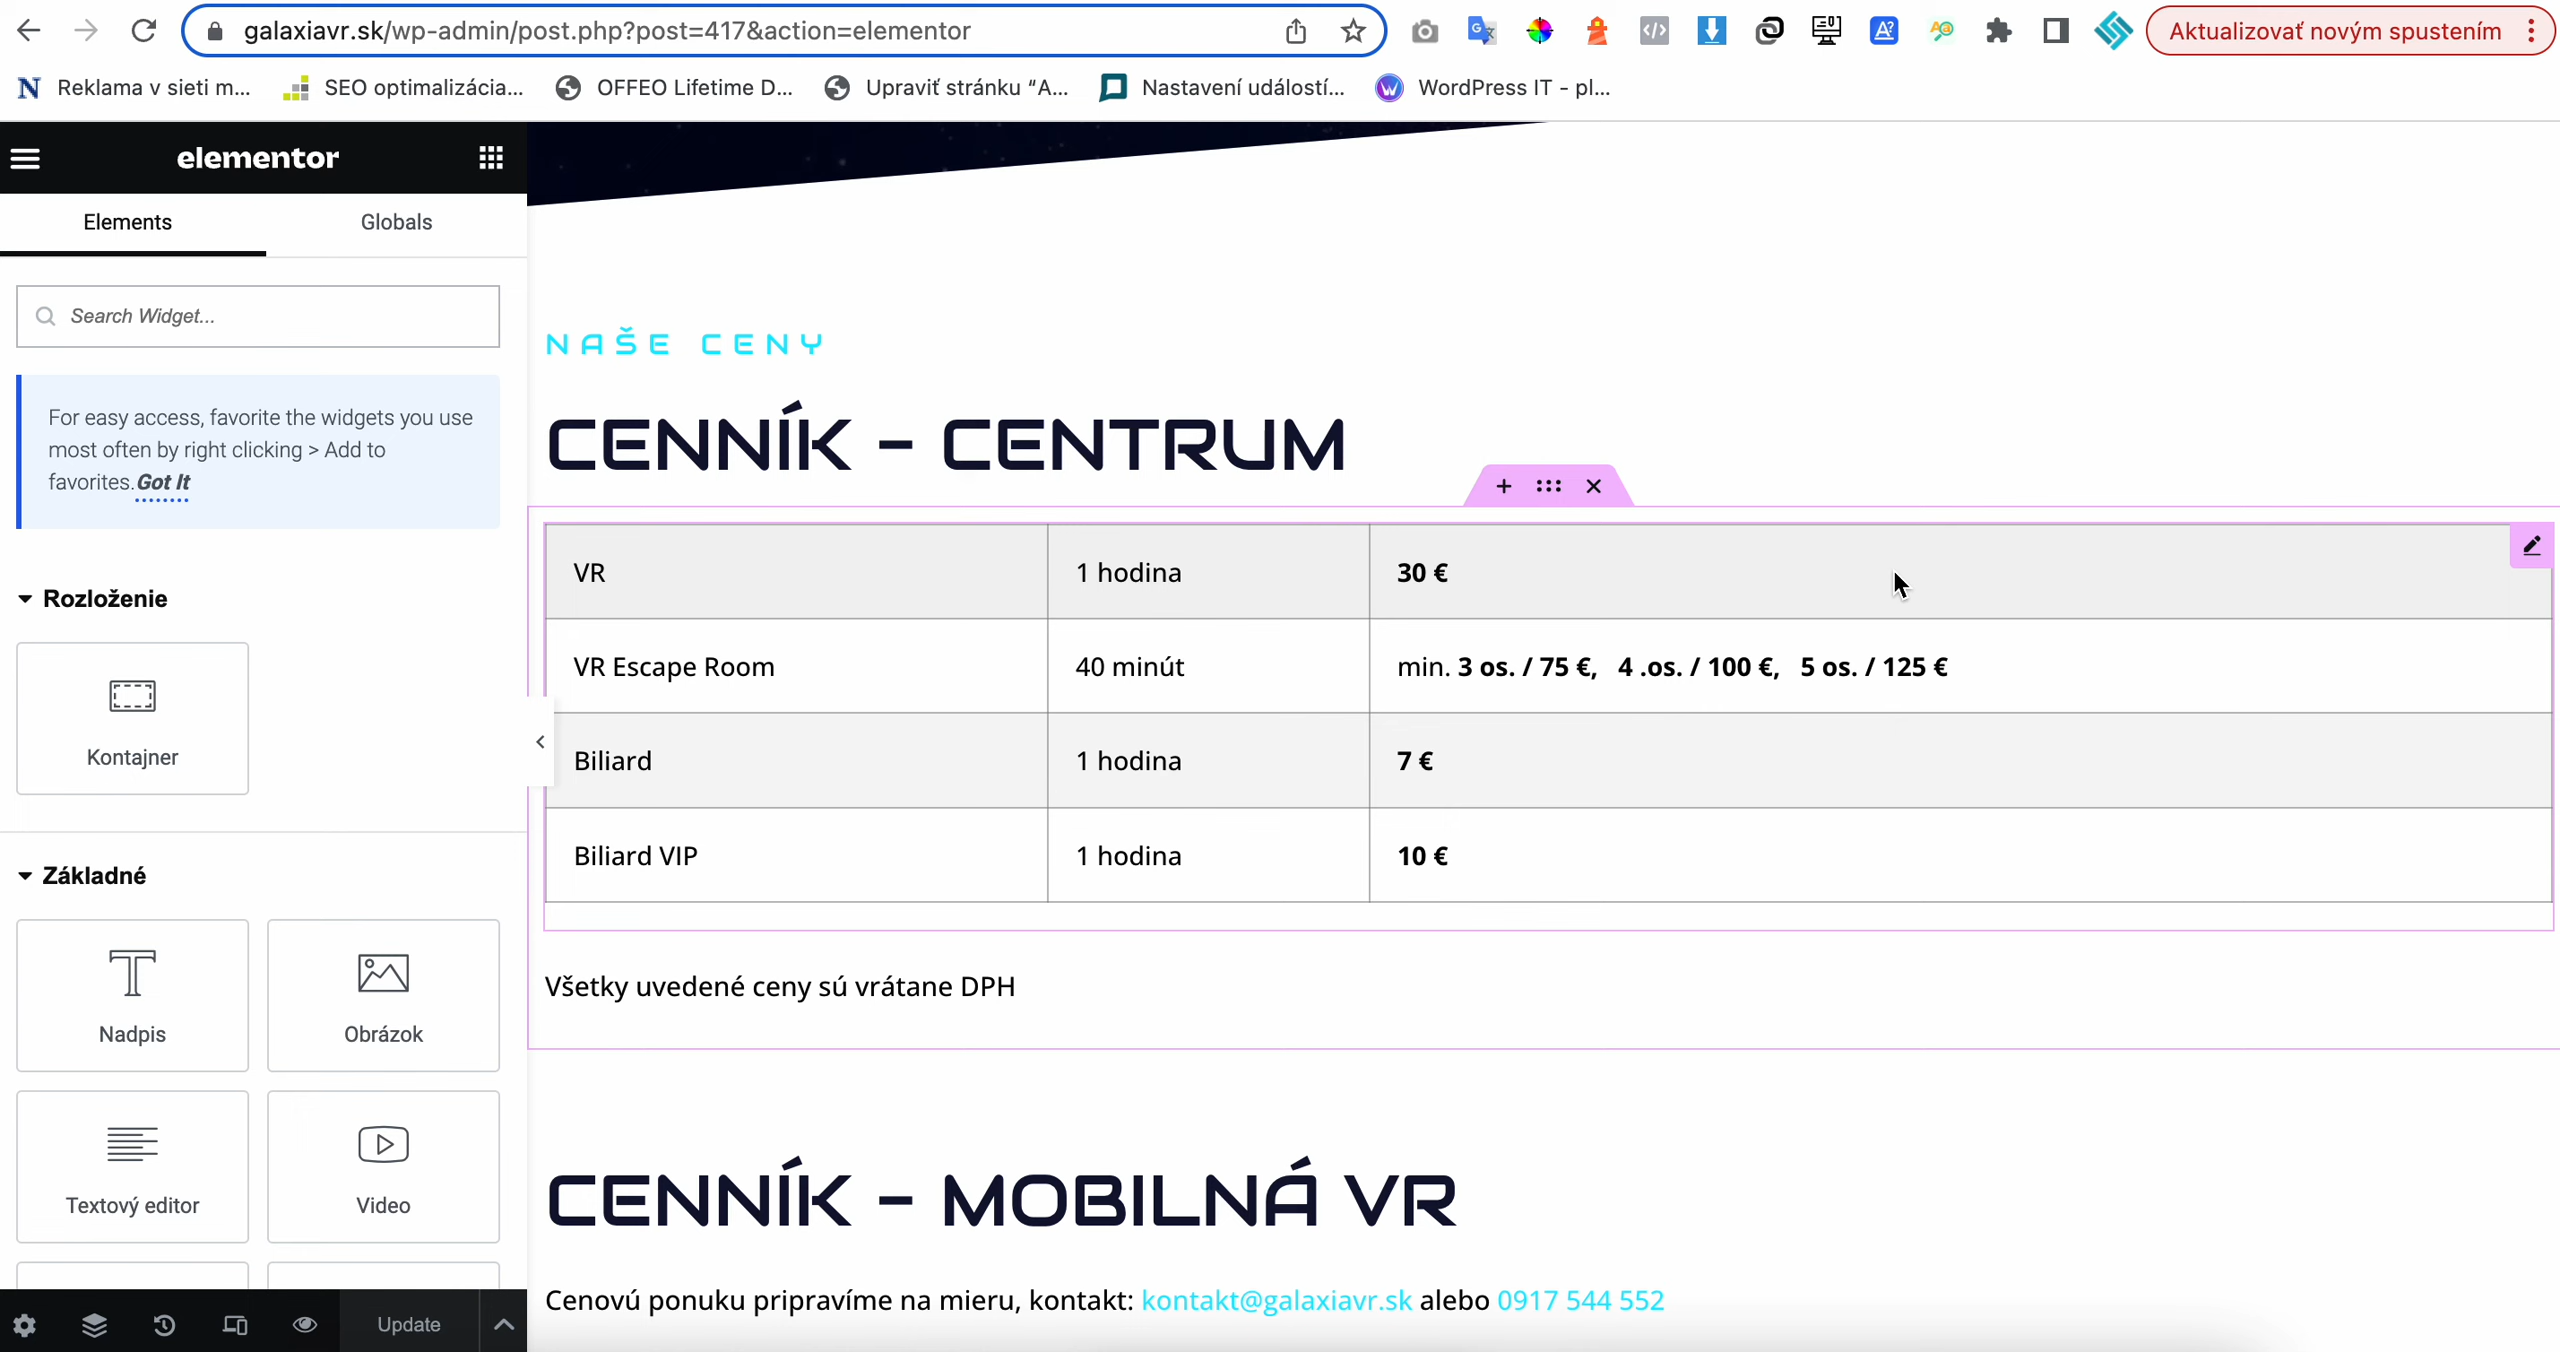 galaxiavr.sk/wp-admin/post.php?post=417&action=elementor
Aktualizovať novým spustením
Reklama v sieti m...
SEO optimalizácia...
OFFEO Lifetime D...
Upraviť stránku “A...
Nastavení událostí...
WordPress IT - pl...
elementor
Elements
Globals
Search Widget...
For easy access, favorite the widgets you use
most often by right clicking > Add to
favorites. Got It
Rozloženie
Kontajner
Základné
Nadpis
Obrázok
Textový editor
Video
Update
NAŠE CENY
CENNÍK - CENTRUM
VR 1 hodina 30 €
VR Escape Room 40 minút min. 3 os. / 75 €, 4 .os. / 100 €, 5 os. / 125 €
Biliard 1 hodina 7 €
Biliard VIP 1 hodina 10 €
Všetky uvedené ceny sú vrátane DPH
CENNÍK - MOBILNÁ VR
Cenovú ponuku pripravíme na mieru, kontakt: kontakt@galaxiavr.sk alebo 0917 544 552